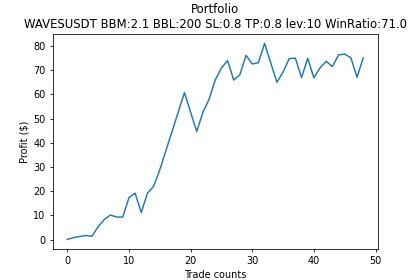 Portfolio
WAVESUSDT BBM:2.1 BBL:200 SL:0.8 TP:0.8 lev:10 WinRatio:71.0
80
70
60
50
40
30
20
10
0
Profit ($)
0 10 20 30 40 50
Trade counts